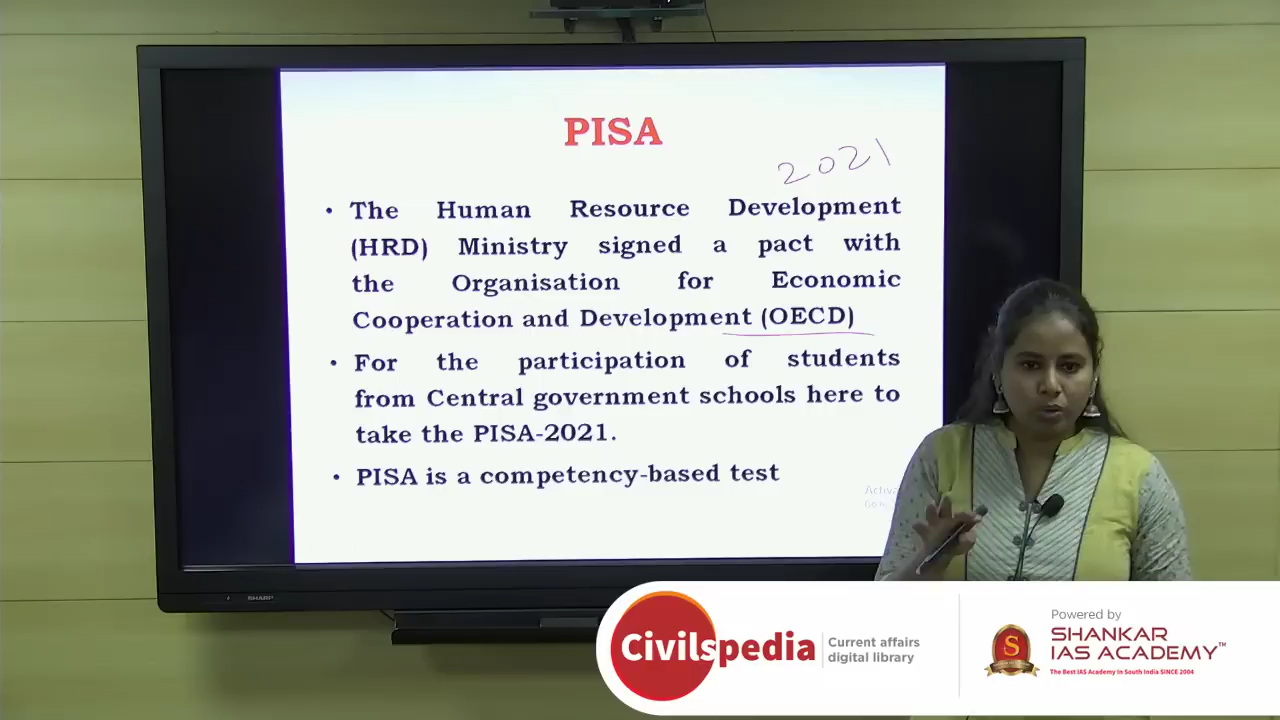 PISA
2021
• The Human Resource Development
(HRD) Ministry signed a pact with
the Organisation for Economic
Cooperation and Development (OECD)
• For the participation of students
from Central government schools here to
take the PISA-2021.
• PISA is a competency-based test
SHARP
Civilspedia
Current affairs
digital library
Powered by
S
SHANKAR
IAS ACADEMY™
The Best IAS Academy In South India SINCE 2004